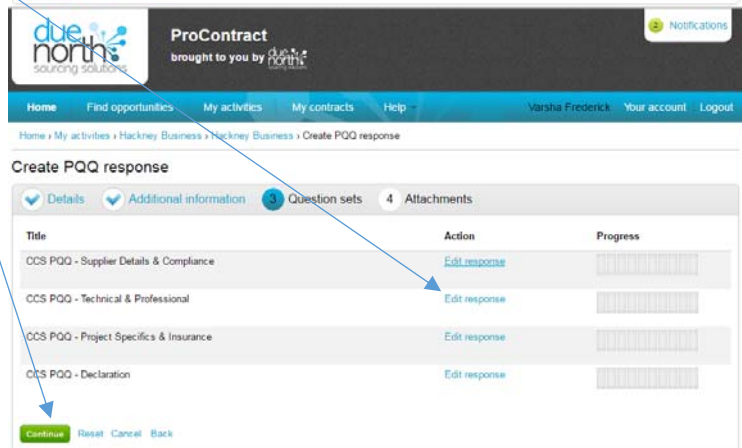 due north
sourcing solutions
ProContract
brought to you by due north
2 Notifications
Home Find opportunities My activities My contracts Help Varsha Frederick Your account Logout
Home › My activities › Hackney Business › Hackney Business › Create PQQ response
Create PQQ response
Details Additional information 3 Question sets 4 Attachments
Title Action Progress
CCS PQQ - Supplier Details & Compliance Edit response
CCS PQQ - Technical & Professional Edit response
CCS PQQ - Project Specifics & Insurance Edit response
CCS PQQ - Declaration Edit response
Continue Reset Cancel Back